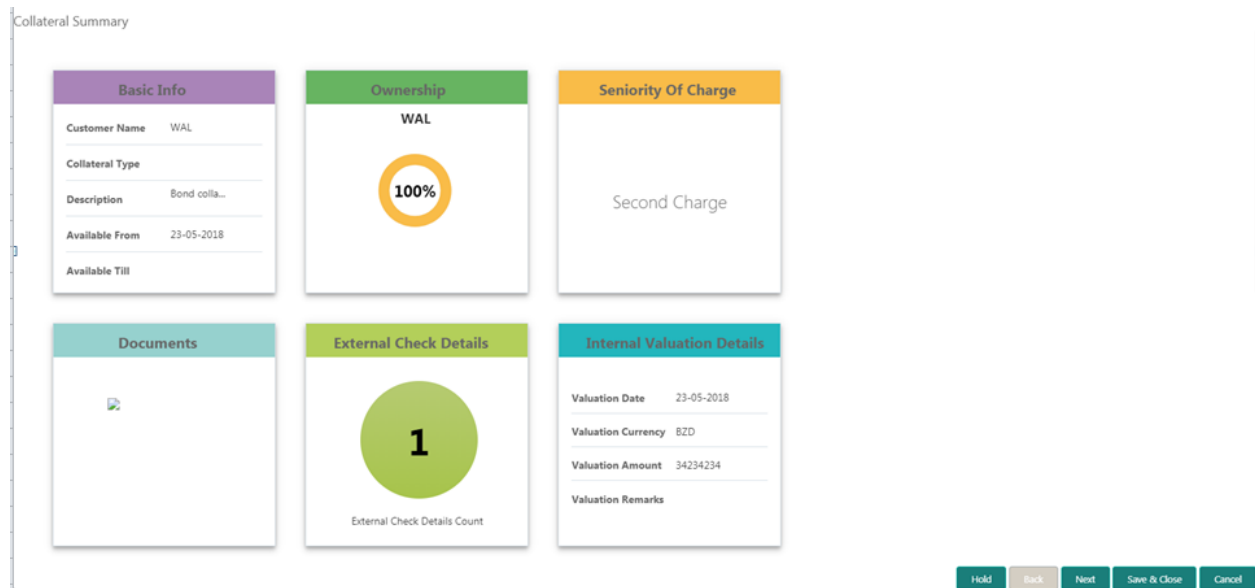 Collateral Summary
Basic Info
Customer Name WAL
Collateral Type
Description Bond colla...
Available From 23-05-2018
Available Till
Ownership
WAL
100%
Seniority Of Charge
Second Charge
Documents
External Check Details
1
External Check Details Count
Internal Valuation Details
Valuation Date 23-05-2018
Valuation Currency BZD
Valuation Amount 34234234
Valuation Remarks
Hold Back Next Save & Close Cancel